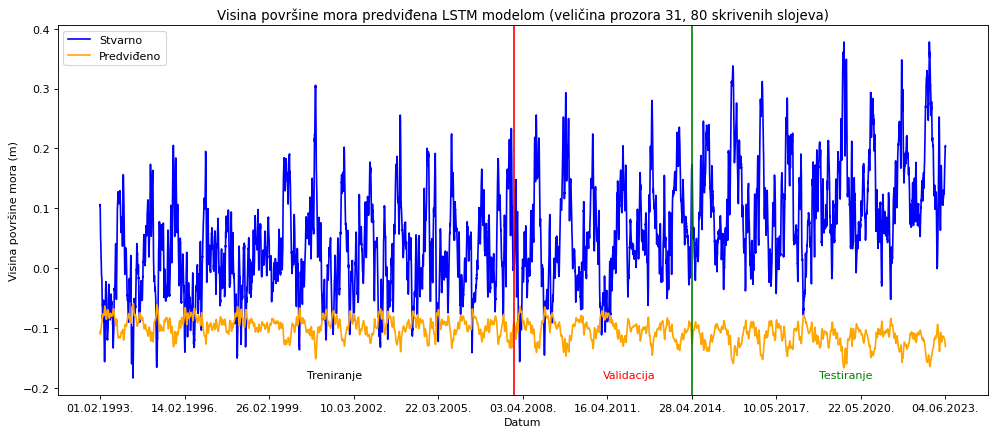 Visina površine mora predviđena LSTM modelom (veličina prozora 31, 80 skrivenih slojeva)
Stvarno
Predviđeno
Visina površine mora (m)
0.4
0.3
0.2
0.1
0.0
−0.1
−0.2
Treniranje
Validacija
Testiranje
01.02.1993.
14.02.1996.
26.02.1999.
10.03.2002.
22.03.2005.
03.04.2008.
16.04.2011.
28.04.2014.
10.05.2017.
22.05.2020.
04.06.2023.
Datum